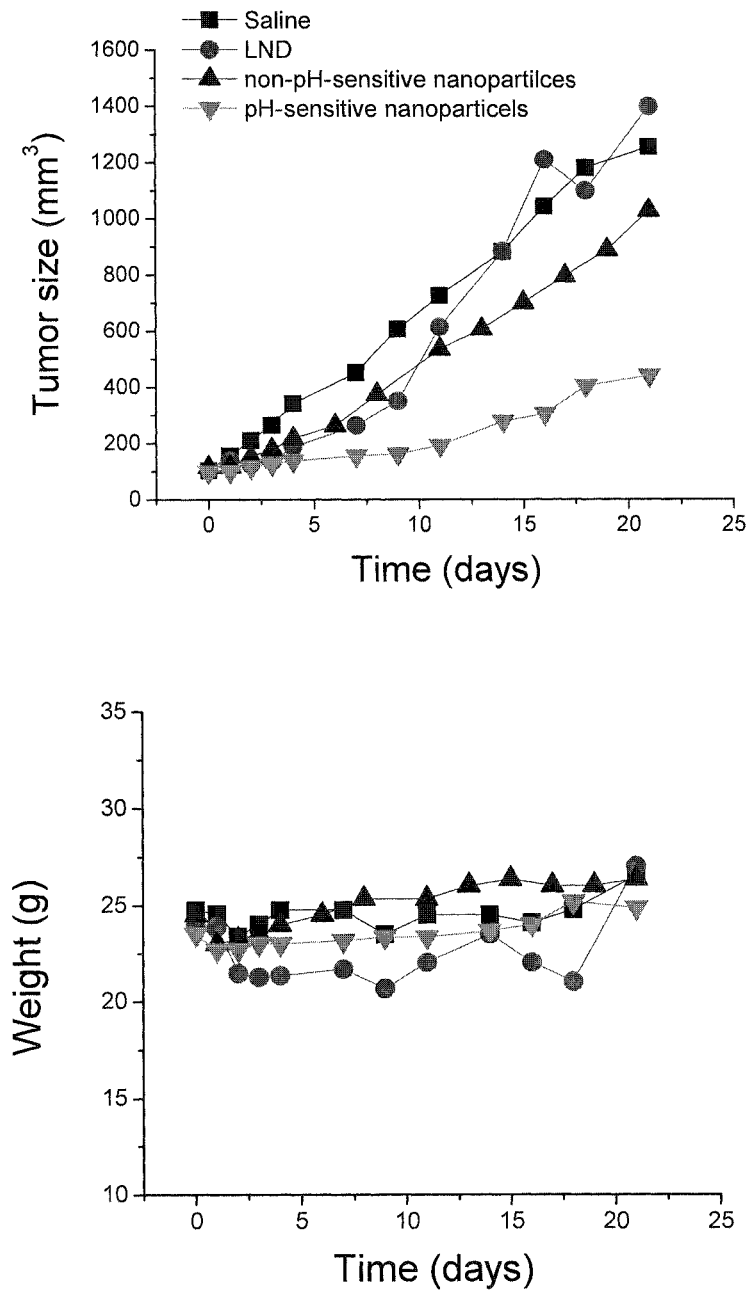 Saline
LND
non-pH-sensitive nanopartilces
pH-sensitive nanoparticels
1600
1400
1200
1000
800
600
400
200
0
Tumor size (mm³)
0 5 10 15 20 25
Time (days)
35
30
25
20
15
10
Weight (g)
0 5 10 15 20 25
Time (days)